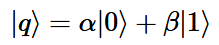 |q⟩ = α|0⟩ + β|1⟩